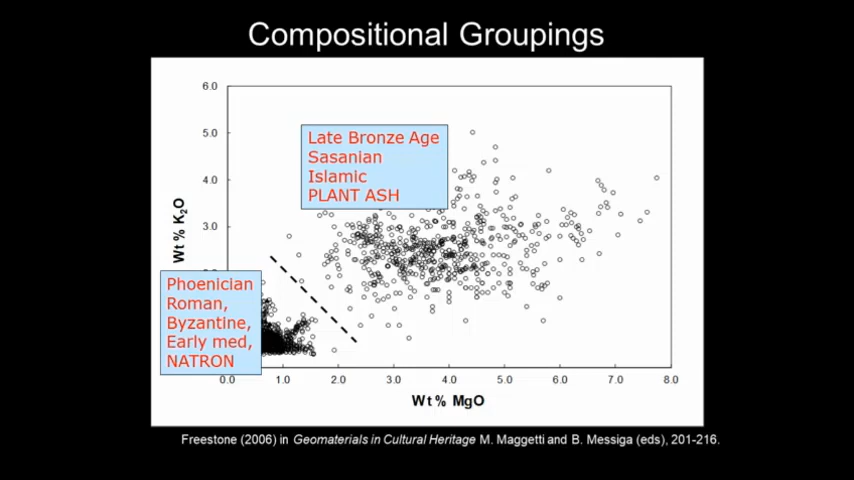 Compositional Groupings
6.0
5.0
4.0
3.0
Wt % K2O
Late Bronze Age
Sasanian
Islamic
PLANT ASH
Phoenician
Roman,
Byzantine,
Early med,
NATRON
0.0 1.0 2.0 3.0 4.0 5.0 6.0 7.0 8.0
Wt % MgO
Freestone (2006) in Geomaterials in Cultural Heritage M. Maggetti and B. Messiga (eds), 201-216.